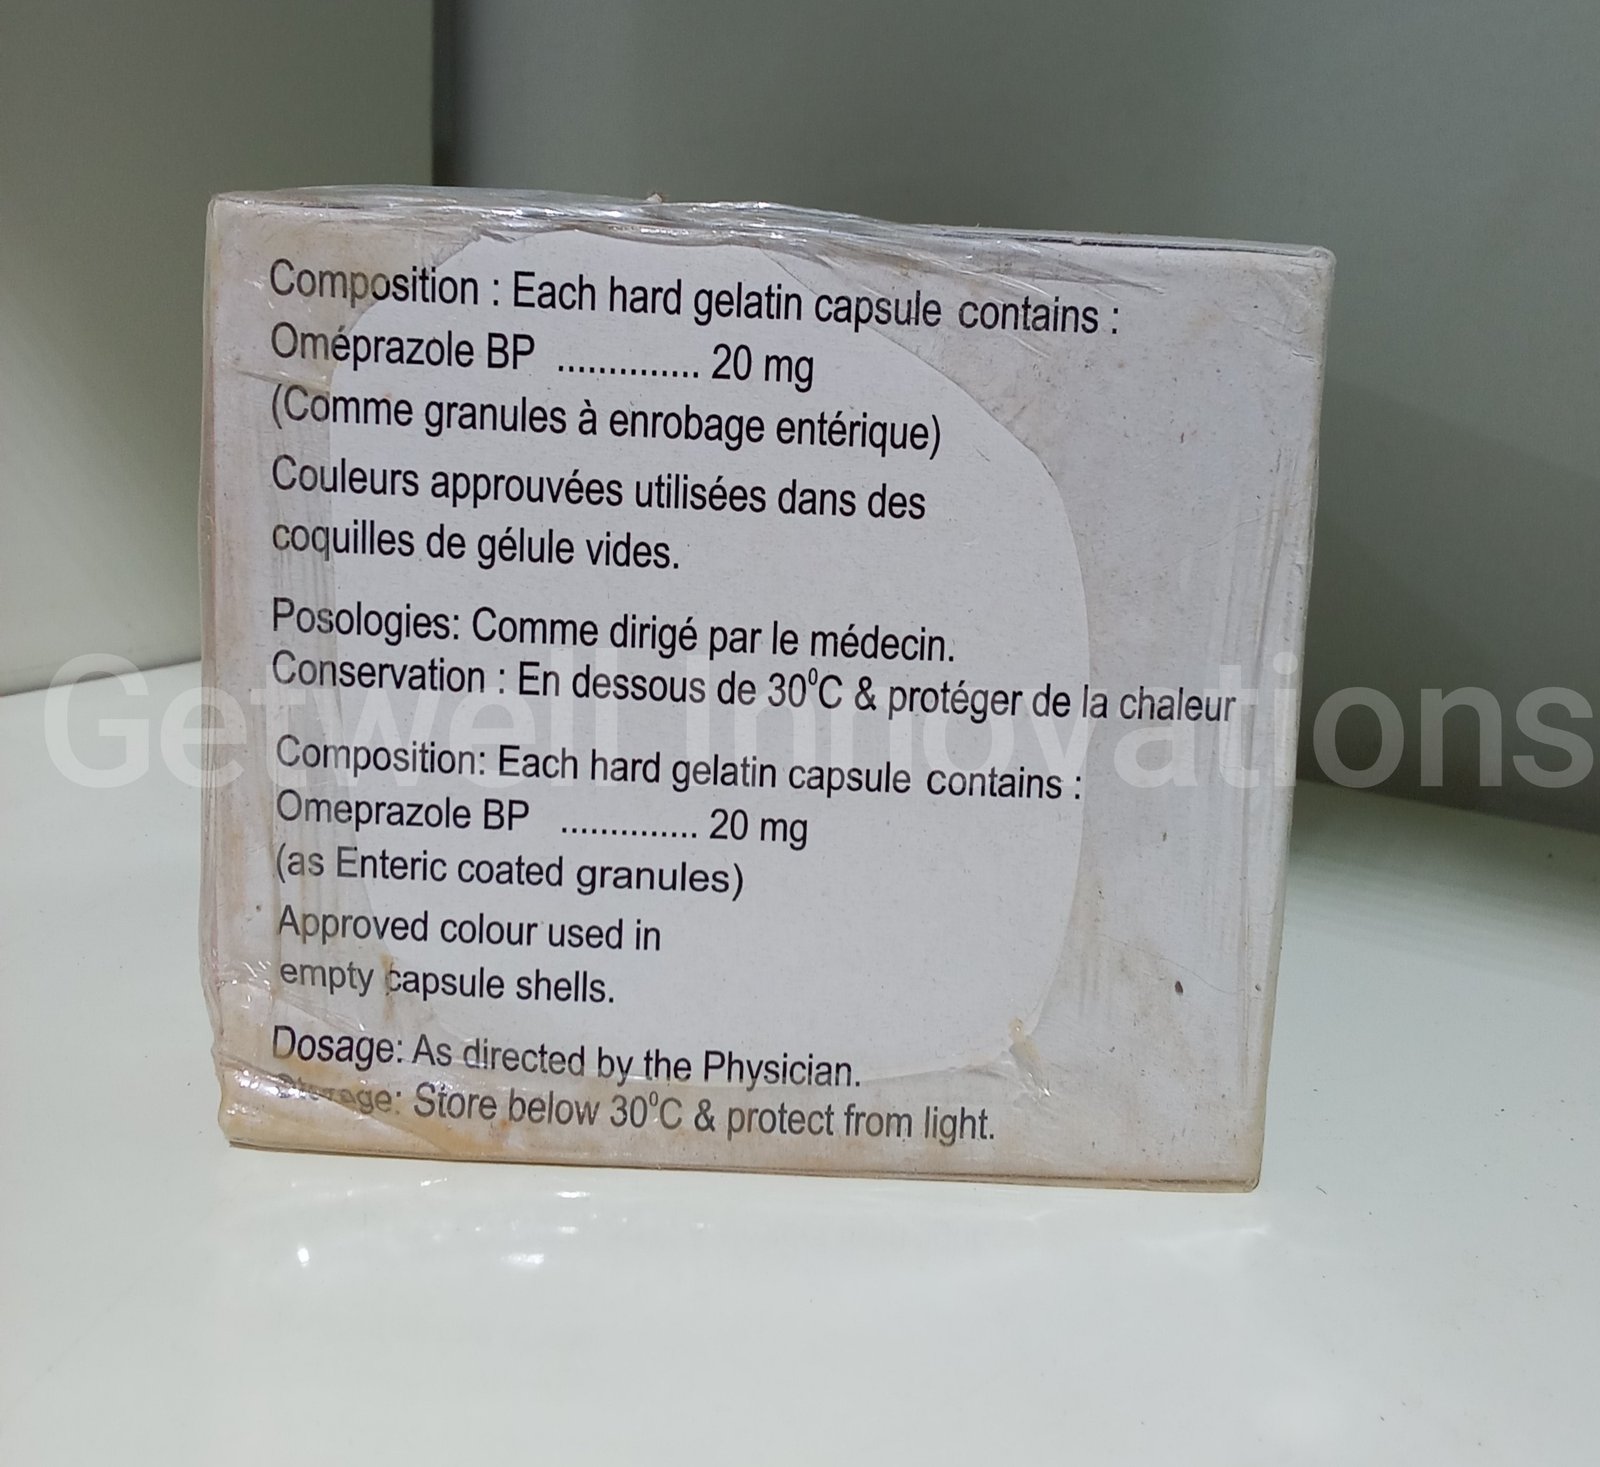 Composition : Each hard gelatin capsule contains :
Oméprazole BP .............. 20 mg
(Comme granules à enrobage entérique)
Couleurs approuvées utilisées dans des
coquilles de gélule vides.
Posologies: Comme dirigé par le médecin.
Conservation : En dessous de 30⁰C & protéger de la chaleur
Getwell Innovations
Composition: Each hard gelatin capsule contains :
Omeprazole BP .............. 20 mg
(as Enteric coated granules)
Approved colour used in
empty capsule shells.
Dosage: As directed by the Physician.
Storage: Store below 30⁰C & protect from light.